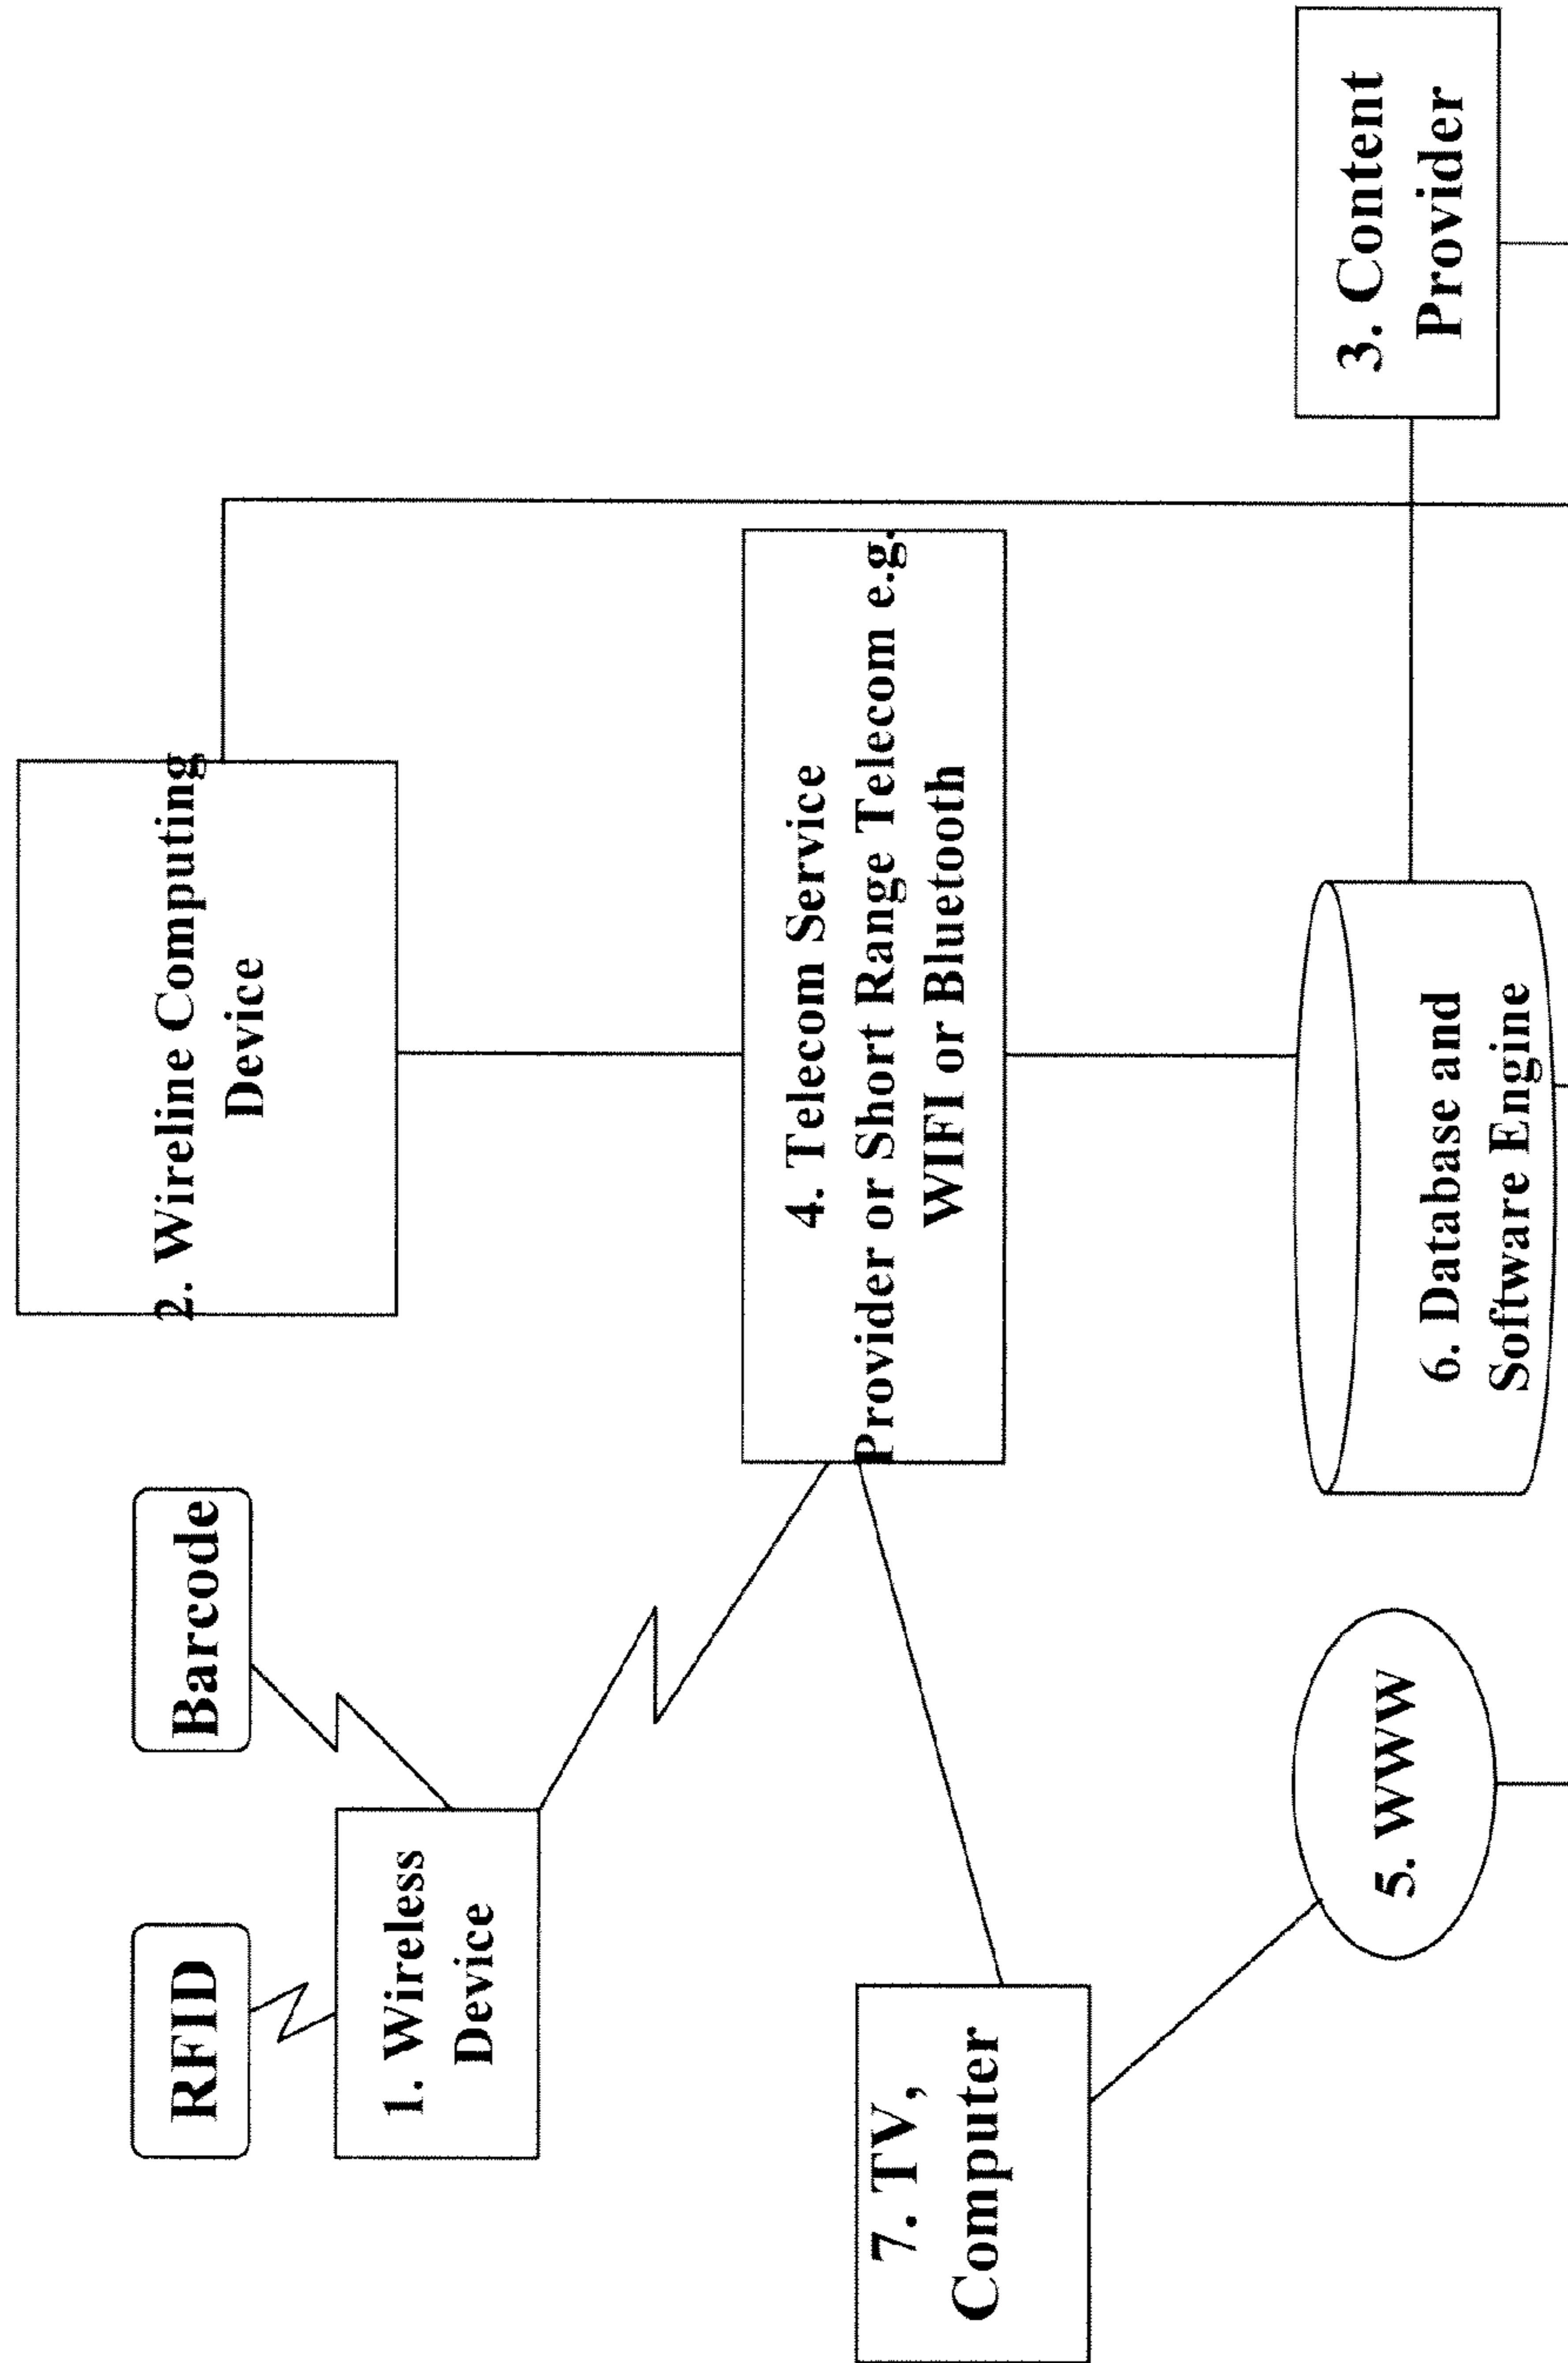 RFID
Barcode
2. Wireline Computing
Device
1. Wireless
Device
4. Telecom Service
Provider or Short Range Telecom e.g.
WIFI or Bluetooth
7. TV,
Computer
5. WWW
6. Database and
Software Engine
3. Content
Provider